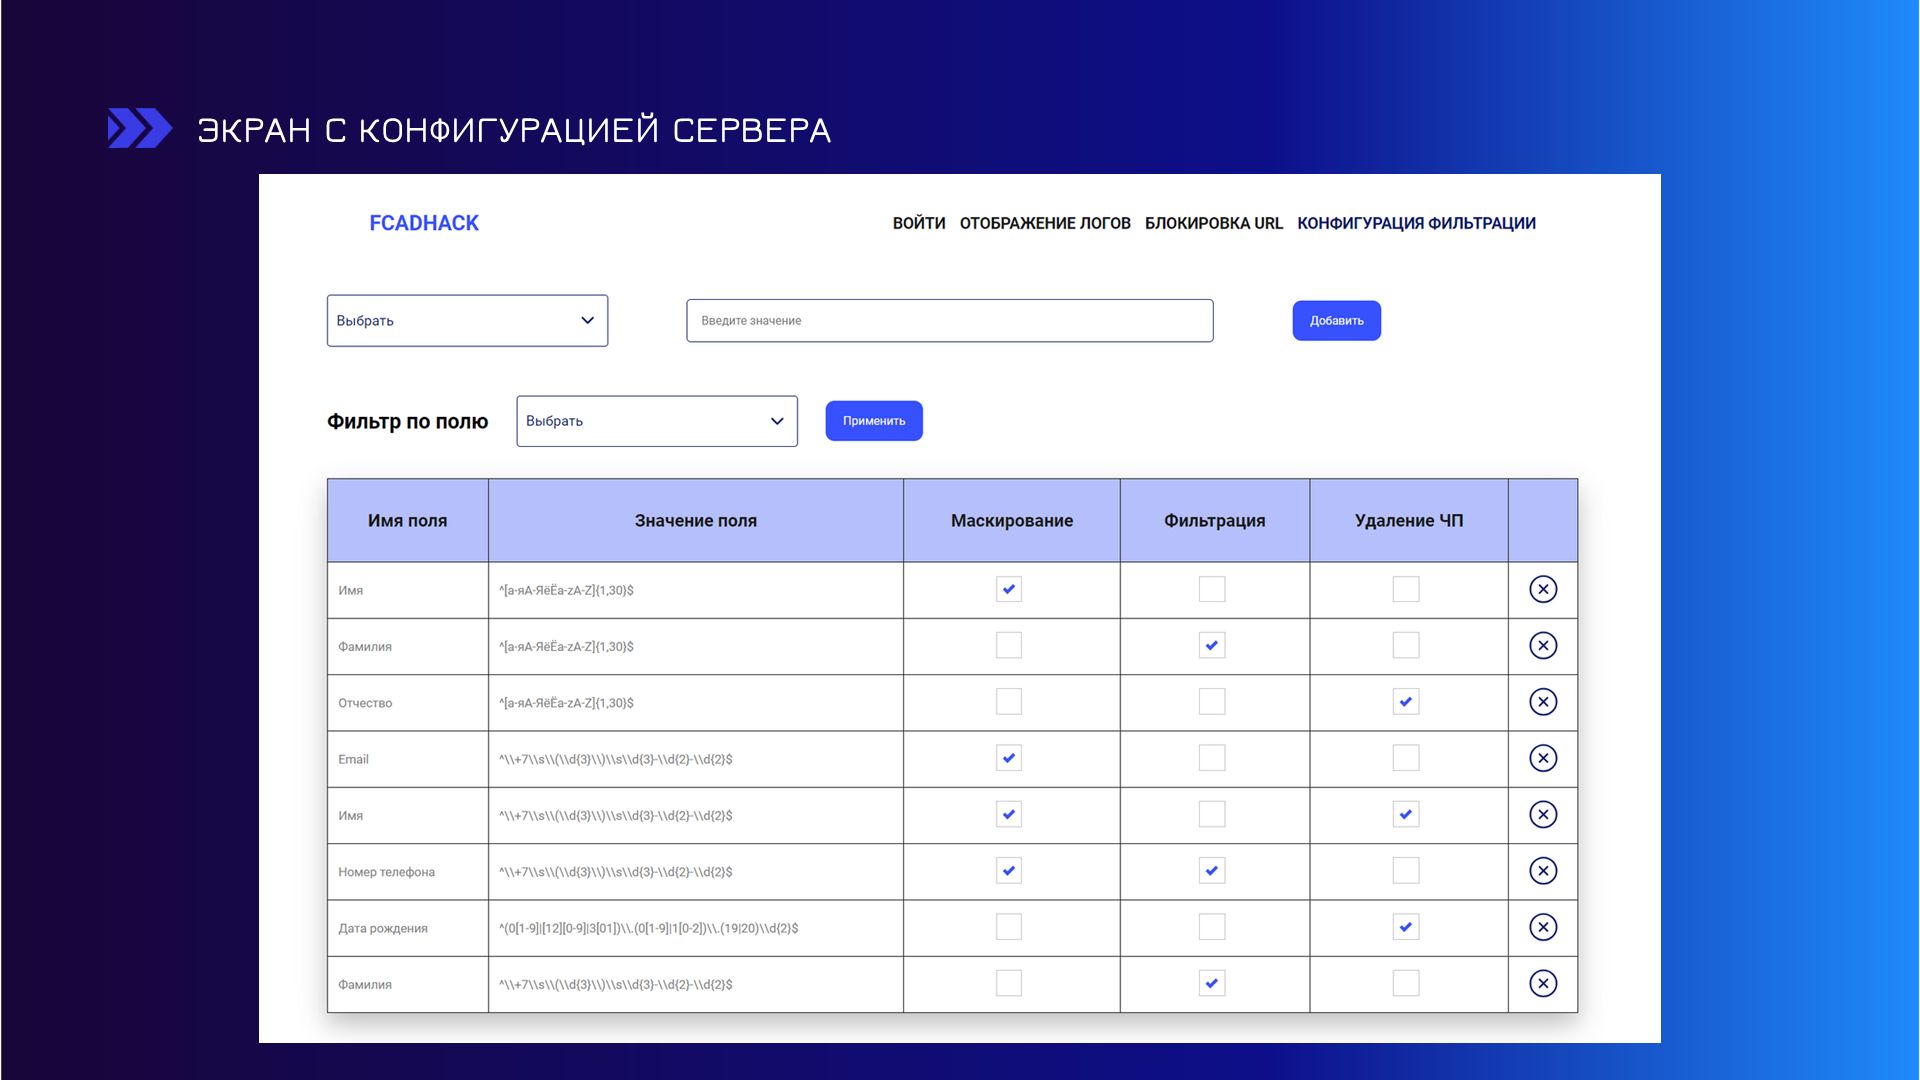 ЭКРАН С КОНФИГУРАЦИЕЙ СЕРВЕРА
FCADHACK ВОЙТИ ОТОБРАЖЕНИЕ ЛОГОВ БЛОКИРОВКА URL КОНФИГУРАЦИЯ ФИЛЬТРАЦИИ
Выбрать Введите значение Добавить
Фильтр по полю Выбрать Применить
Имя поля Значение поля Маскирование Фильтрация Удаление ЧП
Имя ^[а-яА-ЯёЁa-zA-Z]{1,30}$
Фамилия ^[а-яА-ЯёЁa-zA-Z]{1,30}$
Отчество ^[а-яА-ЯёЁa-zA-Z]{1,30}$
Email ^\\+7\\s\\(\\d{3}\\)\\s\\d{3}-\\d{2}-\\d{2}$
Имя ^\\+7\\s\\(\\d{3}\\)\\s\\d{3}-\\d{2}-\\d{2}$
Номер телефона ^\\+7\\s\\(\\d{3}\\)\\s\\d{3}-\\d{2}-\\d{2}$
Дата рождения ^(0[1-9]|[12][0-9]|3[01])\\.(0[1-9]|1[0-2])\\.(19|20)\\d{2}$
Фамилия ^\\+7\\s\\(\\d{3}\\)\\s\\d{3}-\\d{2}-\\d{2}$